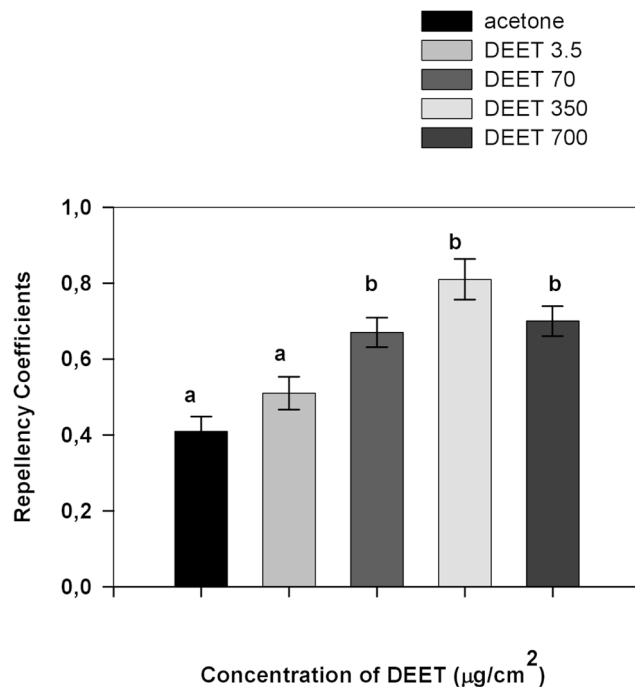 acetone
DEET 3.5
DEET 70
DEET 350
DEET 700
1,0
0,8
0,6
0,4
0,2
0,0
Repellency Coefficients
a
a
b
b
b
Concentration of DEET (μg/cm²)